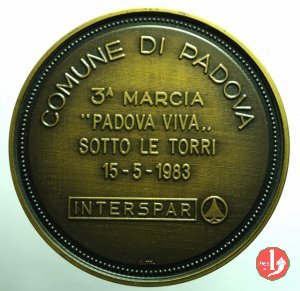 COMUNE DI PADOVA
3ª MARCIA
"PADOVA VIVA„
SOTTO LE TORRI
15-5-1983
INTERSPAR